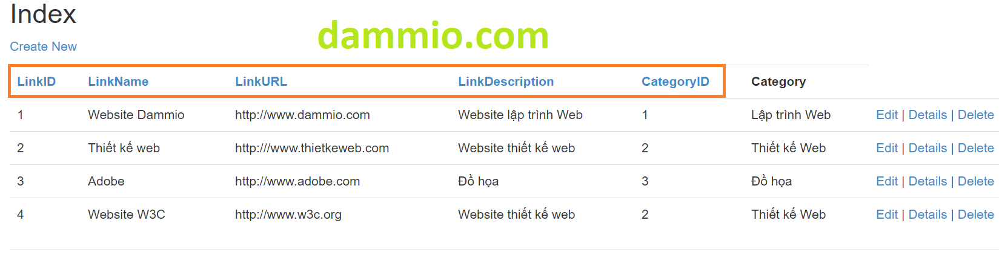 Index
dammio.com
Create New
LinkID LinkName LinkURL LinkDescription CategoryID Category
1 Website Dammio http://www.dammio.com Website lập trình Web 1 Lập trình Web Edit | Details | Delete
2 Thiết kế web http:///www.thietkeweb.com Website thiết kế web 2 Thiết kế Web Edit | Details | Delete
3 Adobe http://www.adobe.com Đồ họa 3 Đồ họa Edit | Details | Delete
4 Website W3C http://www.w3c.org Website thiết kế web 2 Thiết kế Web Edit | Details | Delete